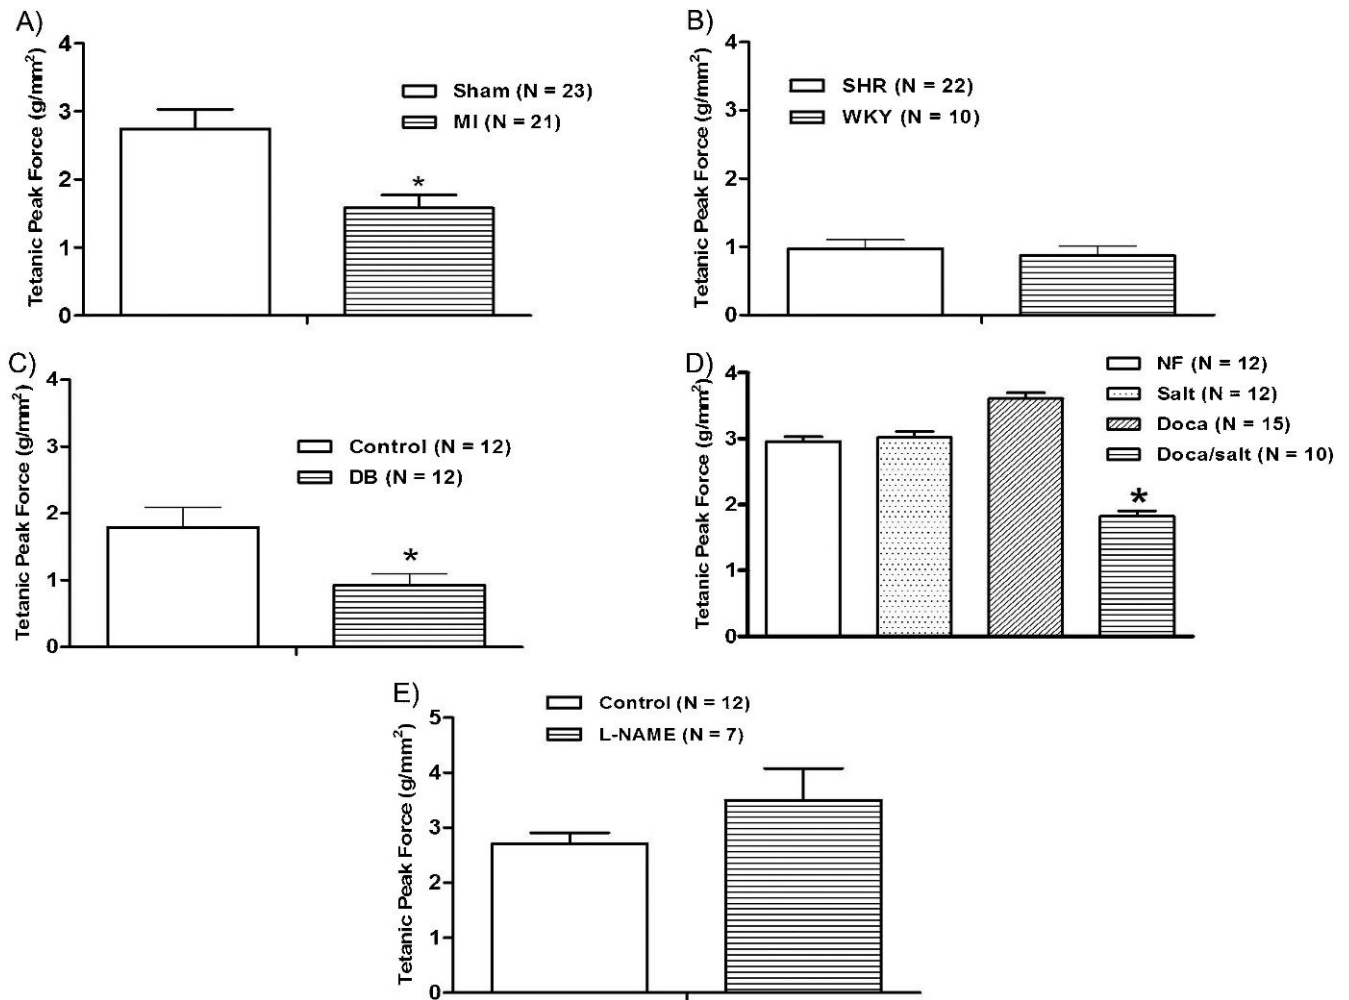 A)
Tetanic Peak Force (g/mm²)
4
3
2
1
0
Sham (N = 23)
MI (N = 21)
*
B)
Tetanic Peak Force (g/mm²)
4
3
2
1
0
SHR (N = 22)
WKY (N = 10)
C)
Tetanic Peak Force (g/mm²)
4
3
2
1
0
Control (N = 12)
DB (N = 12)
*
D)
Tetanic Peak Force (g/mm²)
4
3
2
1
0
NF (N = 12)
Salt (N = 12)
Doca (N = 15)
Doca/salt (N = 10)
*
E)
Tetanic Peak Force (g/mm²)
5
4
3
2
1
0
Control (N = 12)
L-NAME (N = 7)